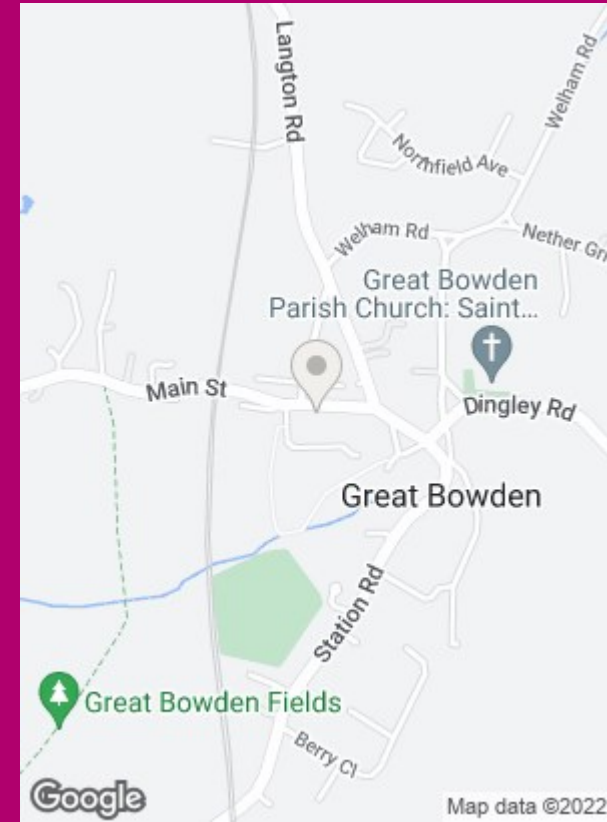 Langton Rd
Welham Rd
Northfield Ave
Welham Rd
Nether Gr
Great Bowden
Parish Church: Saint...
Main St
Dingley Rd
Great Bowden
Station Rd
Great Bowden Fields
Berry Cl
Google
Map data ©2022